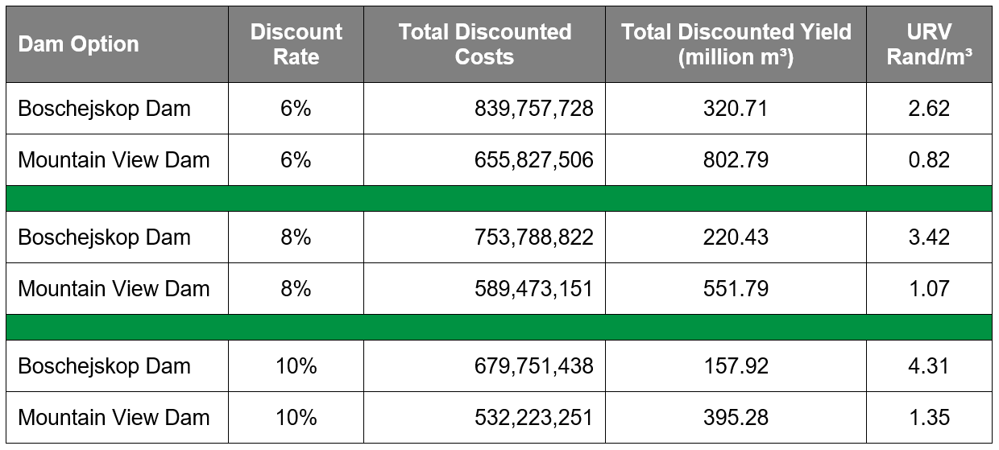 Dam Option Discount Rate Total Discounted Costs Total Discounted Yield (million m³) URV Rand/m³
Boschejskop Dam 6% 839,757,728 320.71 2.62
Mountain View Dam 6% 655,827,506 802.79 0.82
Boschejskop Dam 8% 753,788,822 220.43 3.42
Mountain View Dam 8% 589,473,151 551.79 1.07
Boschejskop Dam 10% 679,751,438 157.92 4.31
Mountain View Dam 10% 532,223,251 395.28 1.35